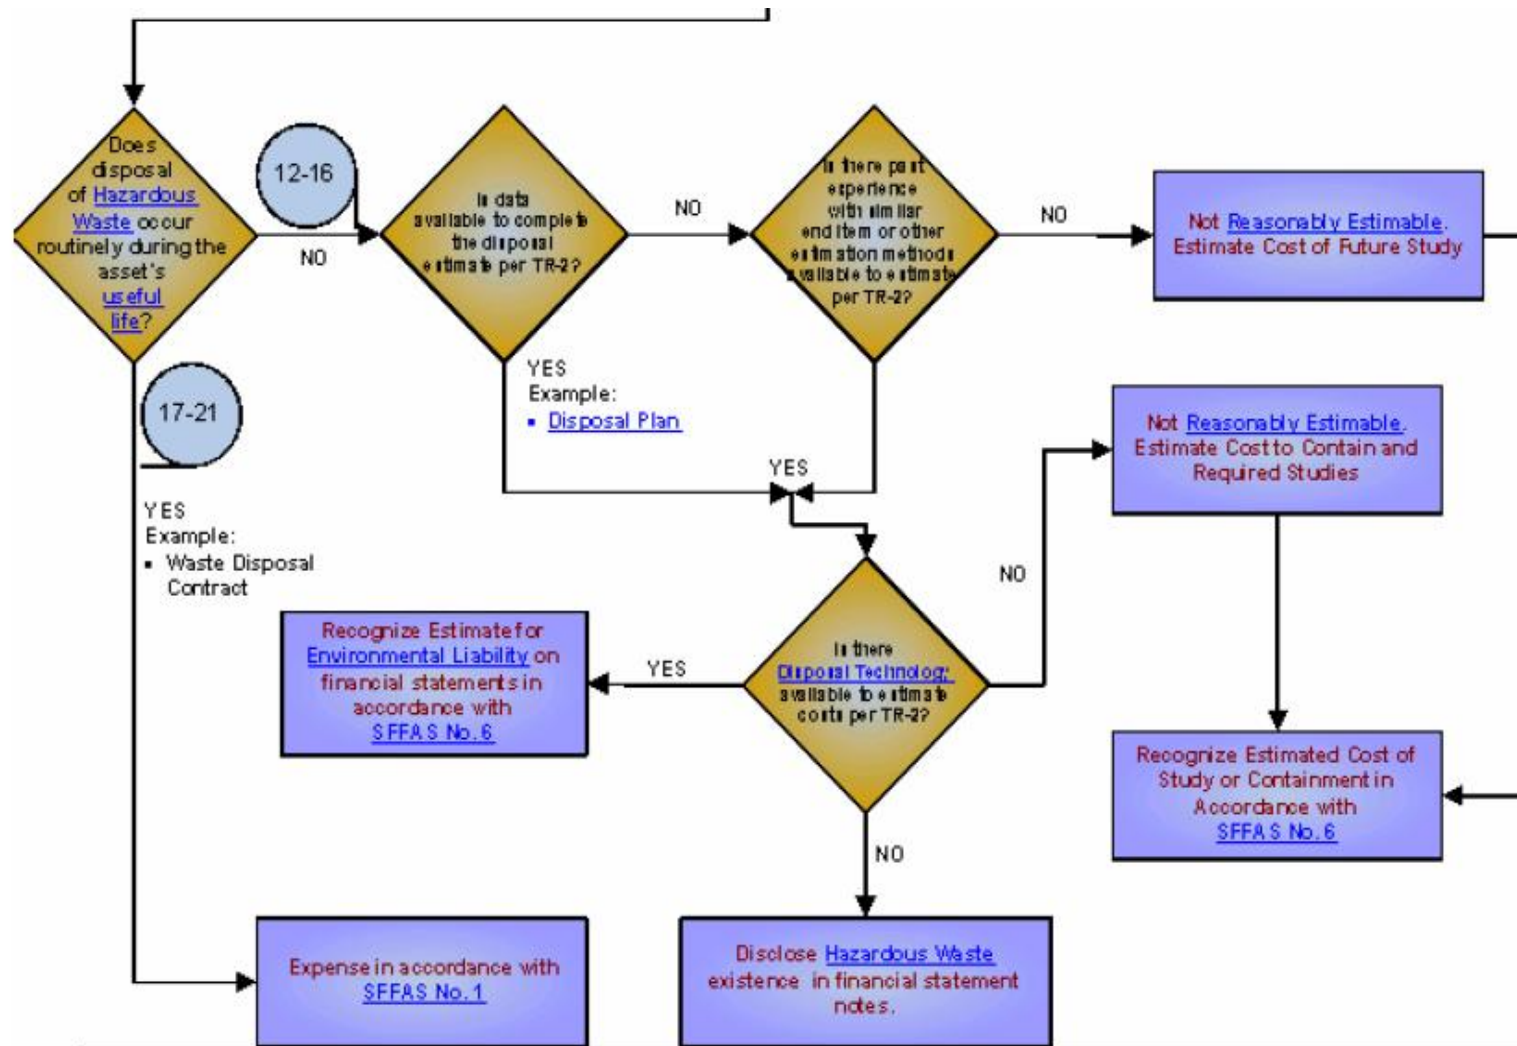 Does
disposal
of Hazardous
Waste occur
routinely during the
asset's
useful
life?
12-16
NO
Is data
available to complete
the disposal
estimate per TR-2?
NO
Is there past
experience
with similar
end item or other
estimation methods
available to estimate
per TR-2?
NO
Not Reasonably Estimable.
Estimate Cost of Future Study
17-21
YES
Example:
▪ Waste Disposal
Contract
YES
Example:
▪ Disposal Plan
YES
Not Reasonably Estimable.
Estimate Cost to Contain and
Required Studies
NO
Recognize Estimate for
Environmental Liability on
financial statements in
accordance with
SFFAS No. 6
YES
Is there
Disposal Technology
available to estimate
costs per TR-2?
Recognize Estimated Cost of
Study or Containment in
Accordance with
SFFAS No. 6
NO
Expense in accordance with
SFFAS No. 1
Disclose Hazardous Waste
existence in financial statement
notes.